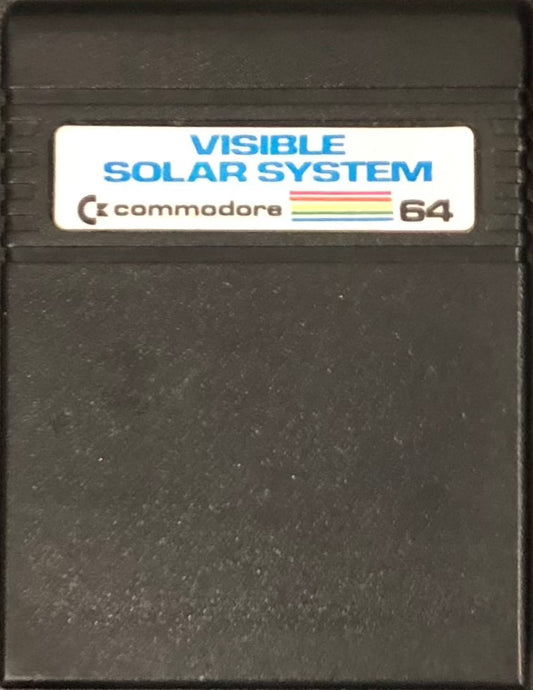 VISIBLE
SOLAR SYSTEM
commodore 64